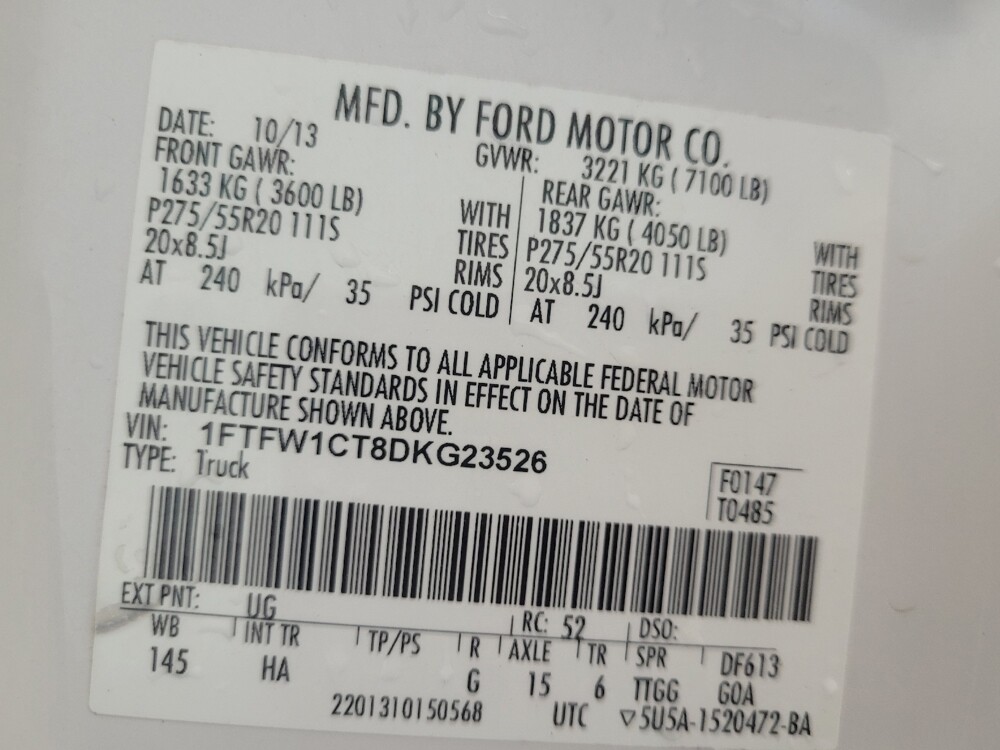 MFD. BY FORD MOTOR CO.
DATE: 10/13 GVWR: 3221 KG ( 7100 LB)
FRONT GAWR: REAR GAWR:
1633 KG ( 3600 LB) WITH 1837 KG ( 4050 LB) WITH
P275/55R20 111S TIRES P275/55R20 111S TIRES
20x8.5J RIMS 20x8.5J RIMS
AT 240 kPa/ 35 PSI COLD AT 240 kPa/ 35 PSI COLD
THIS VEHICLE CONFORMS TO ALL APPLICABLE FEDERAL MOTOR
VEHICLE SAFETY STANDARDS IN EFFECT ON THE DATE OF
MANUFACTURE SHOWN ABOVE.
VIN: 1FTFW1CT8DKG23526
TYPE: Truck
F0147
T0485
EXT PNT: UG RC: 52 DSO:
WB INT TR TP/PS R AXLE TR SPR DF613
145 HA G 15 6 TTGG GOA
2201310150568 UTC ▽5U5A-1520472-BA